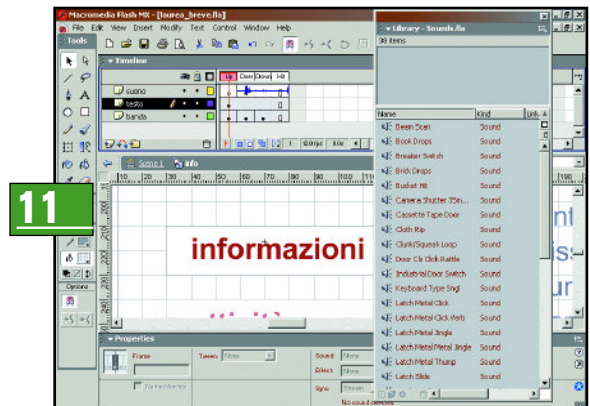 Macromedia Flash MX - [laurea_breve.fla]
File Edit View Insert Modify Text Control Window Help
Tools
Timeline
Up Over Down Hit
suono
testo
banda
1 12.0 fps 0.0s
Scene 1 info
11
informazioni
Options
Properties
Frame
Tween: None
Sound: None
Effect: None
Sync: Stream
No sound selected
Library - Sounds.fla
38 items
Name Kind Link
Beam Scan Sound
Book Drops Sound
Breaker Switch Sound
Brick Drops Sound
Bucket Hit Sound
Camera Shutter 35m... Sound
Cassette Tape Door Sound
Cloth Rip Sound
Clunk/Squeak Loop Sound
Door Clk Click Rattle Sound
Industrial Door Switch Sound
Keyboard Type Sngl Sound
Latch Metal Click Sound
Latch Metal Click Verb Sound
Latch Metal Jingle Sound
Latch Metal Metal Jingle Sound
Latch Metal Thump Sound
Latch Slide Sound